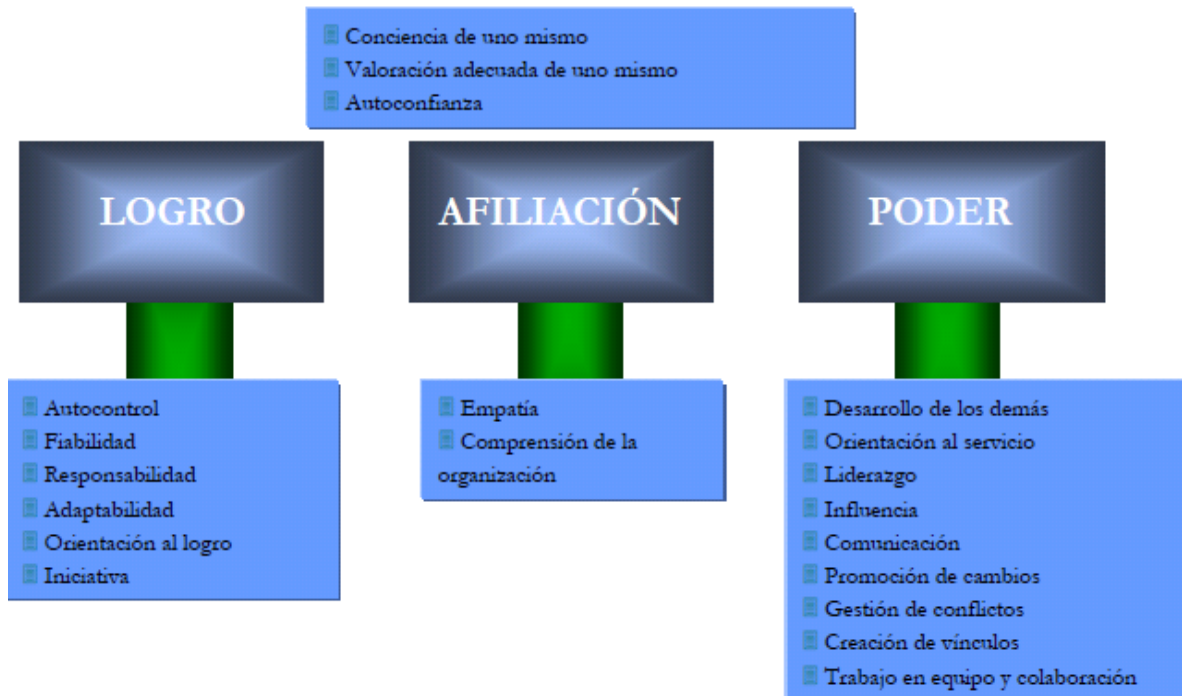 Conciencia de uno mismo
Valoración adecuada de uno mismo
Autoconfianza
LOGRO
AFILIACIÓN
PODER
Autocontrol
Fiabilidad
Responsabilidad
Adaptabilidad
Orientación al logro
Iniciativa
Empatía
Comprensión de la
organización
Desarrollo de los demás
Orientación al servicio
Liderazgo
Influencia
Comunicación
Promoción de cambios
Gestión de conflictos
Creación de vínculos
Trabajo en equipo y colaboración